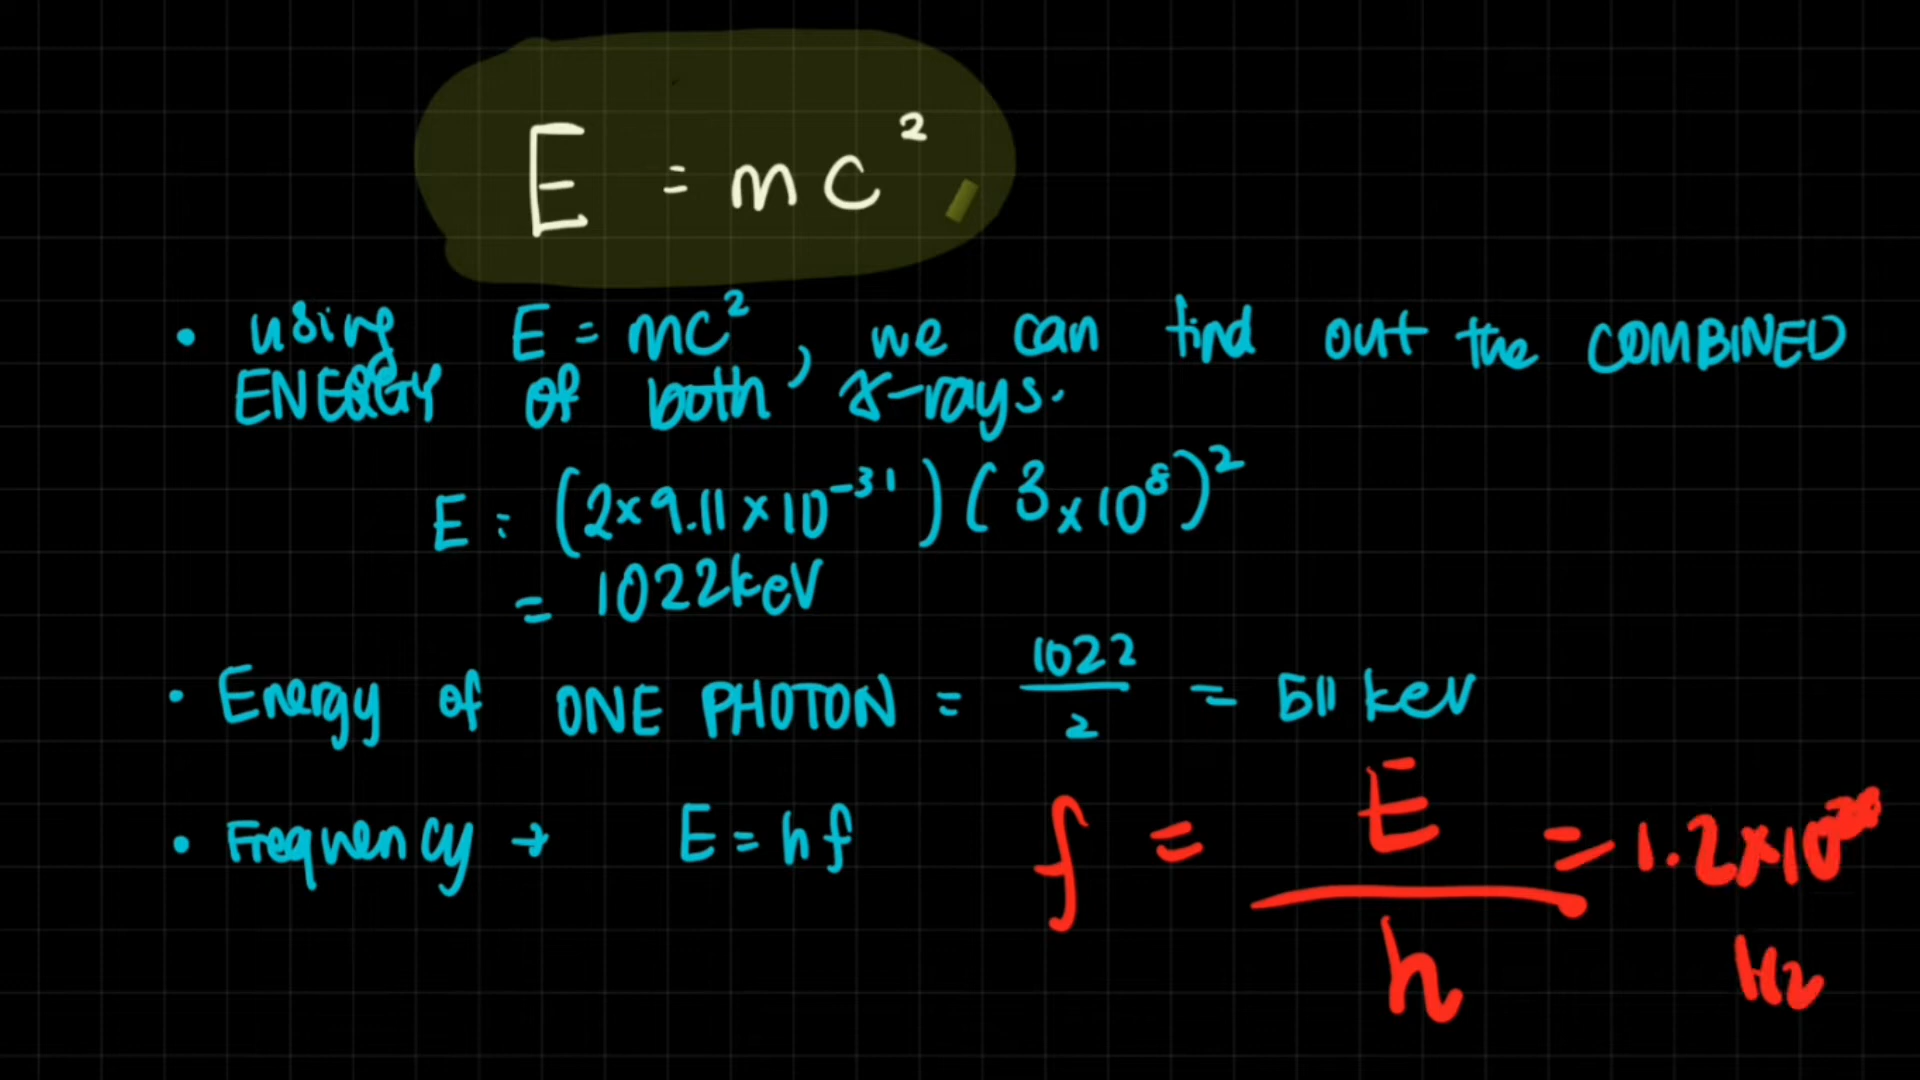 E = mc²
• using E = mc², we can find out the COMBINED
ENERGY of both γ-rays.
E = (2×9.11×10⁻³¹)(3×10⁸)²
= 1022keV
• Energy of ONE PHOTON = 1022/2 = 511 keV
• Frequency → E = hf f = E/h = 1.2×10²⁰
Hz